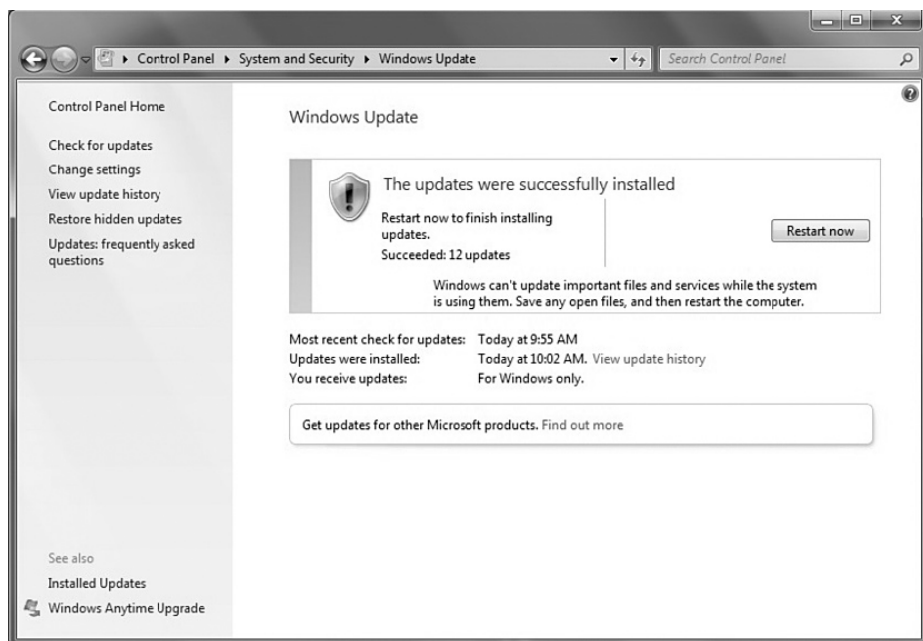 Control Panel ▸ System and Security ▸ Windows Update
Search Control Panel
Control Panel Home
Check for updates
Change settings
View update history
Restore hidden updates
Updates: frequently asked
questions
See also
Installed Updates
Windows Anytime Upgrade
Windows Update
The updates were successfully installed
Restart now to finish installing
updates.
Succeeded: 12 updates
Restart now
Windows can't update important files and services while the system
is using them. Save any open files, and then restart the computer.
Most recent check for updates: Today at 9:55 AM
Updates were installed: Today at 10:02 AM. View update history
You receive updates: For Windows only.
Get updates for other Microsoft products. Find out more